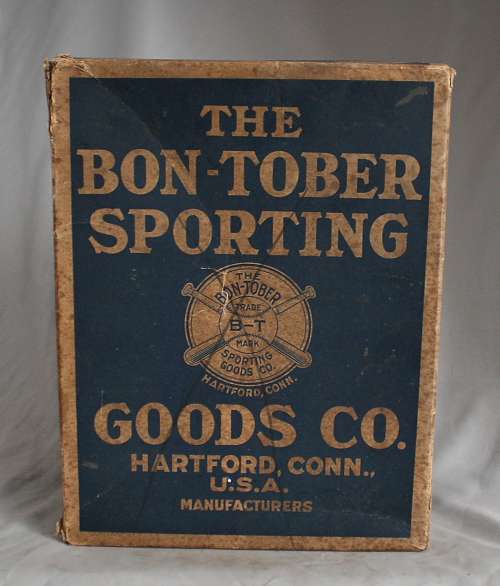 THE
BON-TOBER
SPORTING
THE
BON-TOBER
TRADE
B-T
MARK
SPORTING
GOODS CO.
HARTFORD, CONN.
GOODS CO.
HARTFORD, CONN.,
U.S.A.
MANUFACTURERS